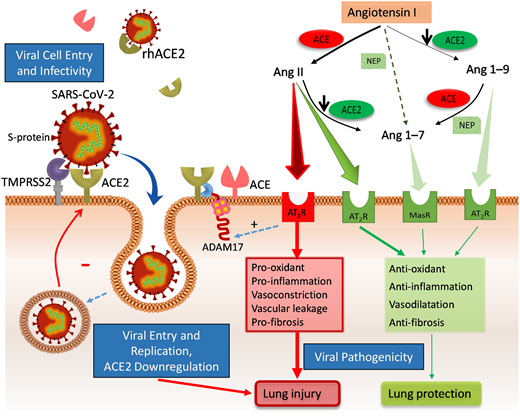 Viral Cell Entry
and Infectivity
rhACE2
SARS-CoV-2
S-protein
TMPRSS2
ACE2
ACE
ADAM17
+
–
Viral Entry and
Replication,
ACE2 Downregulation
Angiotensin I
ACE
ACE2
NEP
Ang II
Ang 1–9
ACE2
ACE
NEP
Ang 1–7
AT₁R
AT₂R
MasR
AT₂R
Pro-oxidant
Pro-inflammation
Vasoconstriction
Vascular leakage
Pro-fibrosis
Anti-oxidant
Anti-inflammation
Vasodilatation
Anti-fibrosis
Viral Pathogenicity
Lung injury
Lung protection